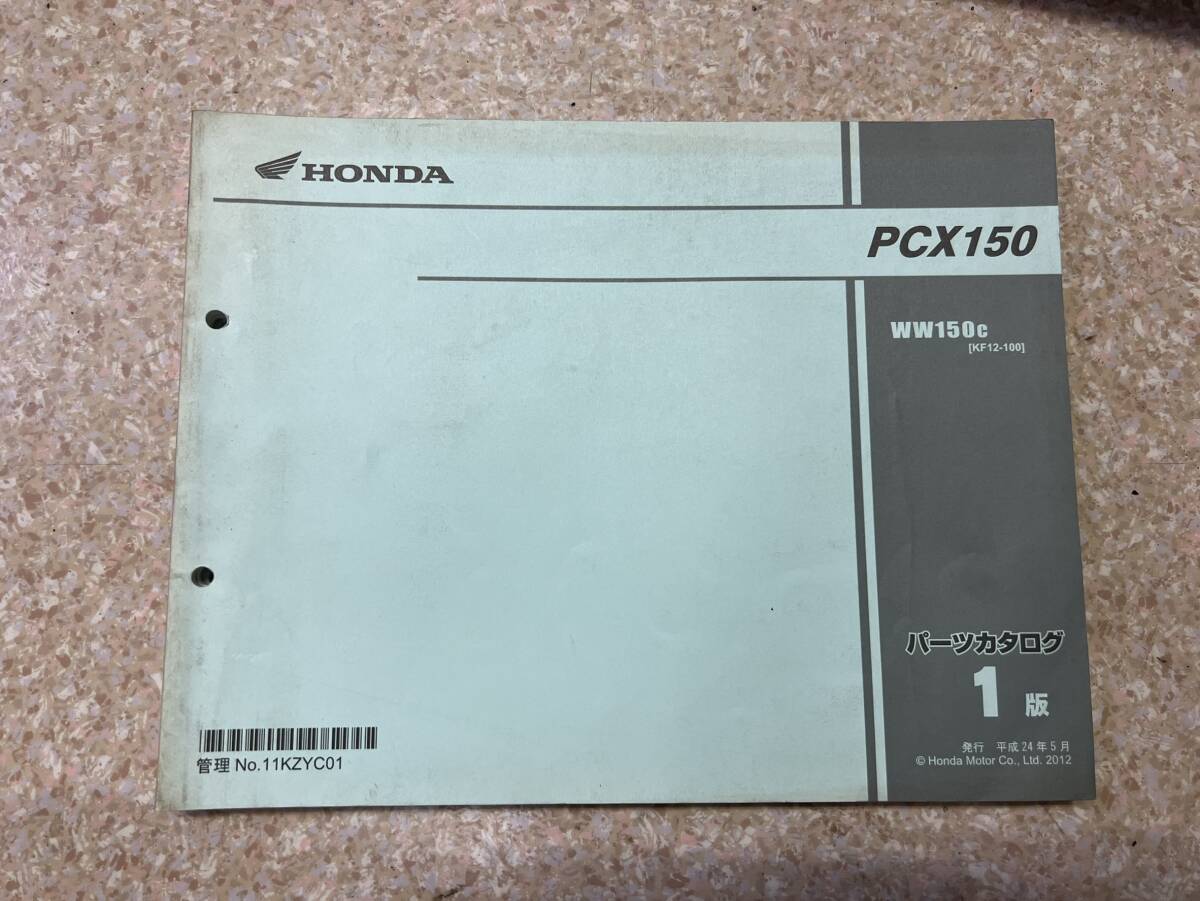 HONDA
PCX150
WW150C
[KF12-100]
パーツカタログ
1 版
発行 平成 24 年 5 月
© Honda Motor Co., Ltd. 2012
管理 No.11KZYC01